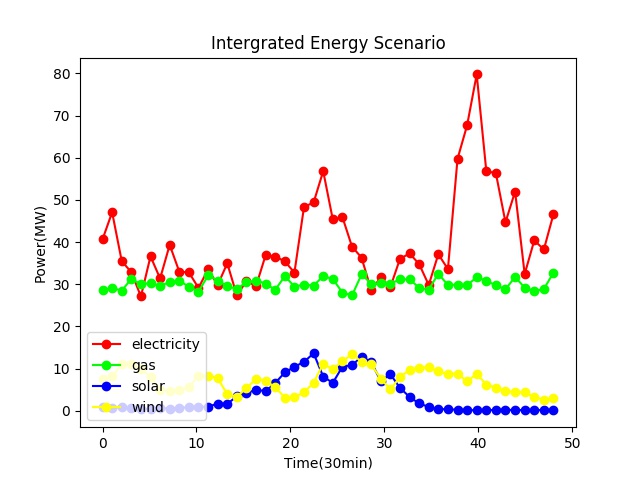 Intergrated Energy Scenario
Power(MW)
80
70
60
50
40
30
20
10
0
electricity
gas
solar
wind
0 10 20 30 40 50
Time(30min)